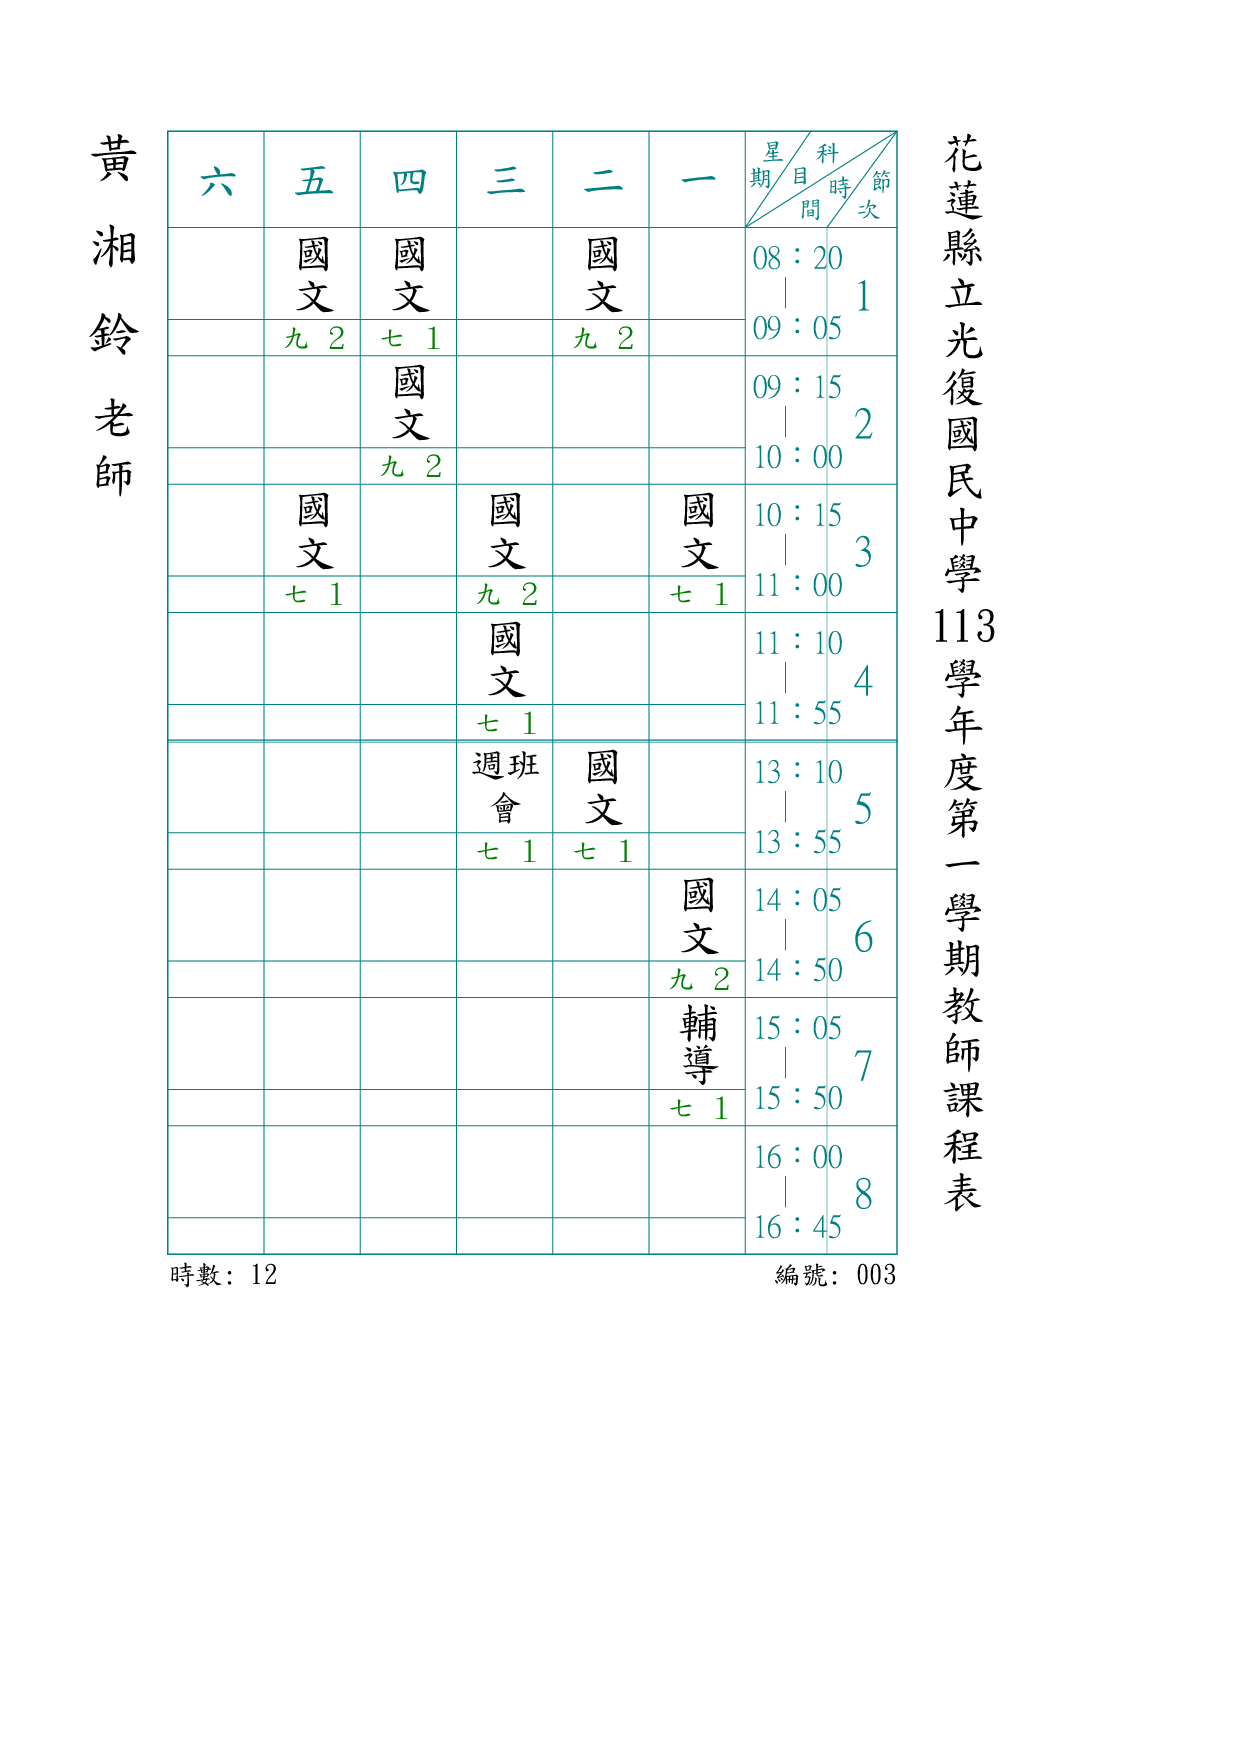 花蓮縣立光復國民中學113學年度第一學期教師課程表
黃湘鈴老師
六 五 四 三 二 一 星期 科目 時間 節次
國文 國文 國文 08:20 | 09:05 1
九 2 七 1 九 2
國文 09:15 | 10:00 2
九 2
國文 國文 國文 10:15 | 11:00 3
七 1 九 2 七 1
國文 11:10 | 11:55 4
七 1
週班會 國文 13:10 | 13:55 5
七 1 七 1
國文 14:05 | 14:50 6
九 2
輔導 15:05 | 15:50 7
七 1
16:00 | 16:45 8
時數: 12 編號: 003